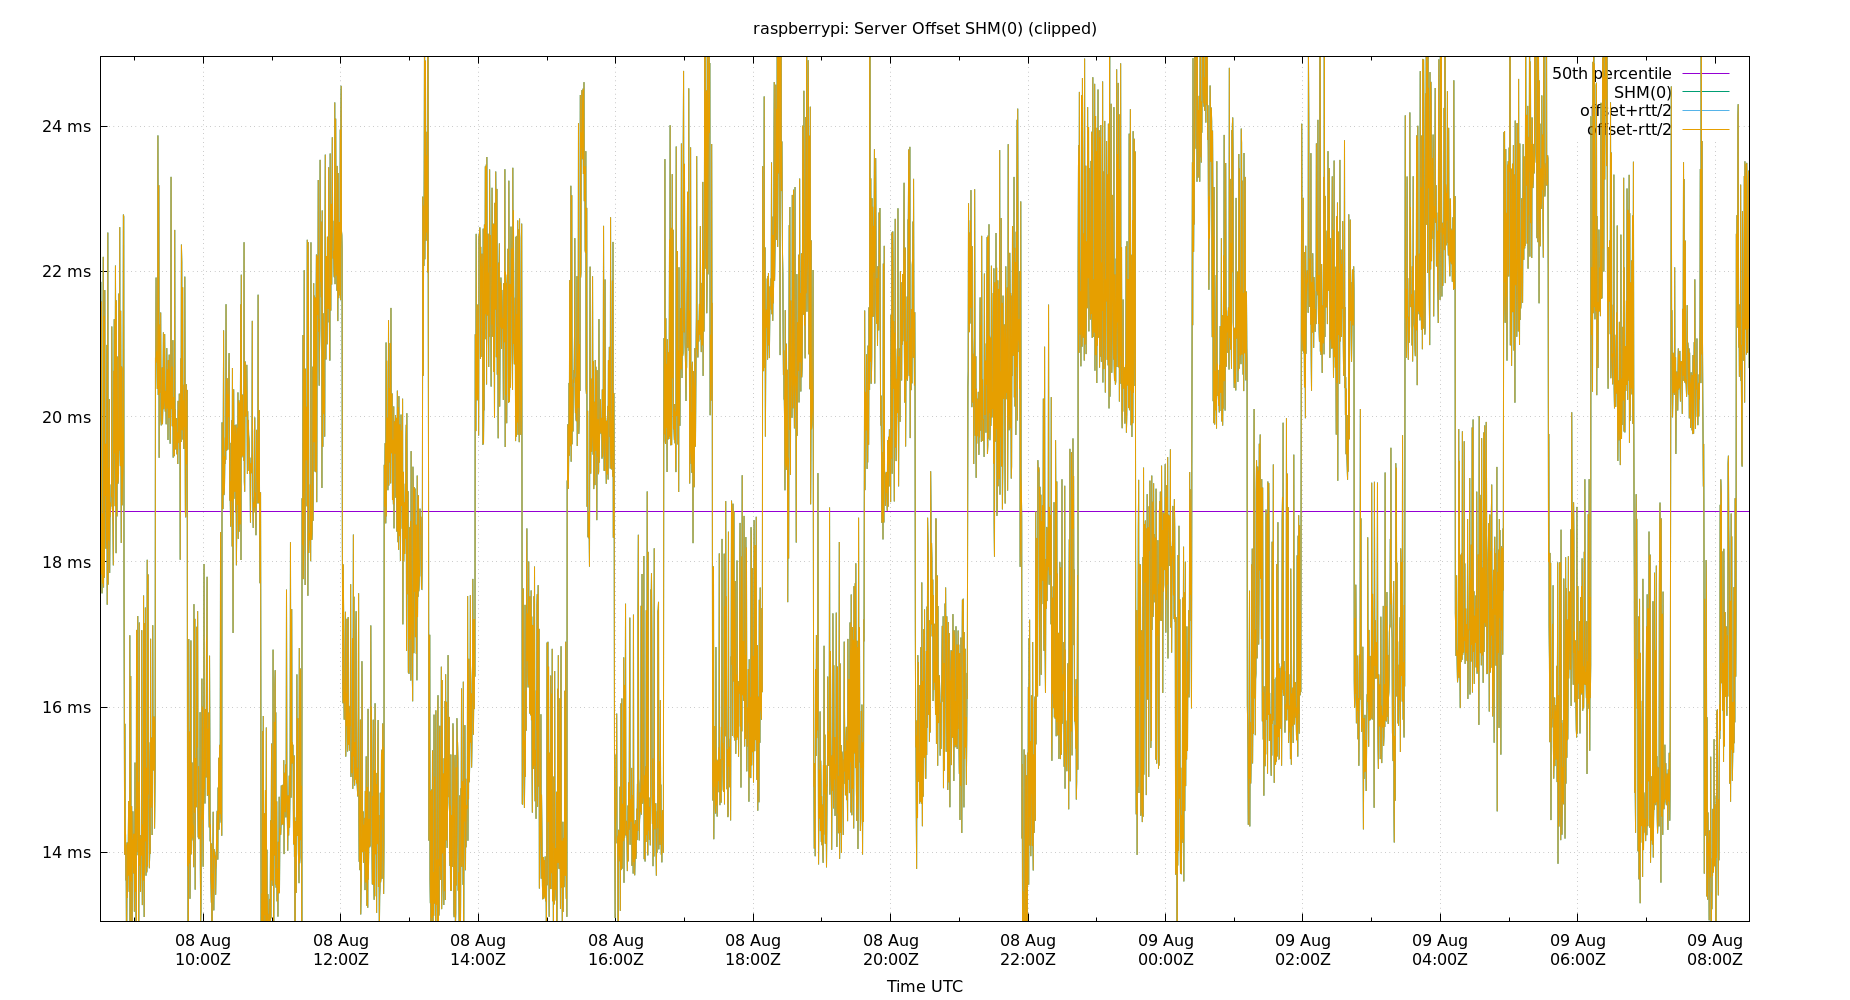 raspberrypi: Server Offset SHM(0) (clipped)
50th percentile
SHM(0)
offset+rtt/2
offset-rtt/2
24 ms
22 ms
20 ms
18 ms
16 ms
14 ms
08 Aug 08 Aug 08 Aug 08 Aug 08 Aug 08 Aug 08 Aug 09 Aug 09 Aug 09 Aug 09 Aug 09 Aug
10:00Z 12:00Z 14:00Z 16:00Z 18:00Z 20:00Z 22:00Z 00:00Z 02:00Z 04:00Z 06:00Z 08:00Z
Time UTC